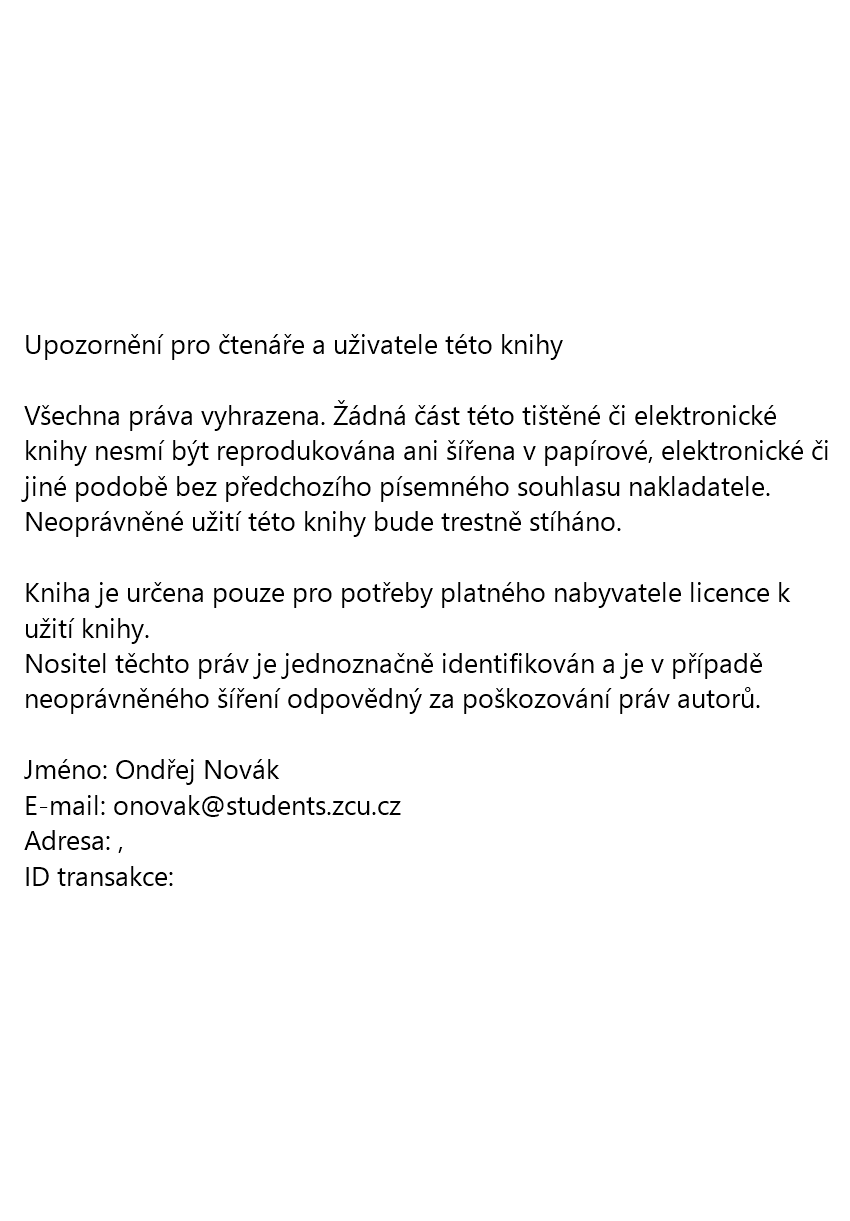 Upozornění pro čtenáře a uživatele této knihy
Všechna práva vyhrazena. Žádná část této tištěné či elektronické
knihy nesmí být reprodukována ani šířena v papírové, elektronické či
jiné podobě bez předchozího písemného souhlasu nakladatele.
Neoprávněné užití této knihy bude trestně stíháno.
Kniha je určena pouze pro potřeby platného nabyvatele licence k
užití knihy.
Nositel těchto práv je jednoznačně identifikován a je v případě
neoprávněného šíření odpovědný za poškozování práv autorů.
Jméno: Ondřej Novák
E-mail: onovak@students.zcu.cz
Adresa: ,
ID transakce: